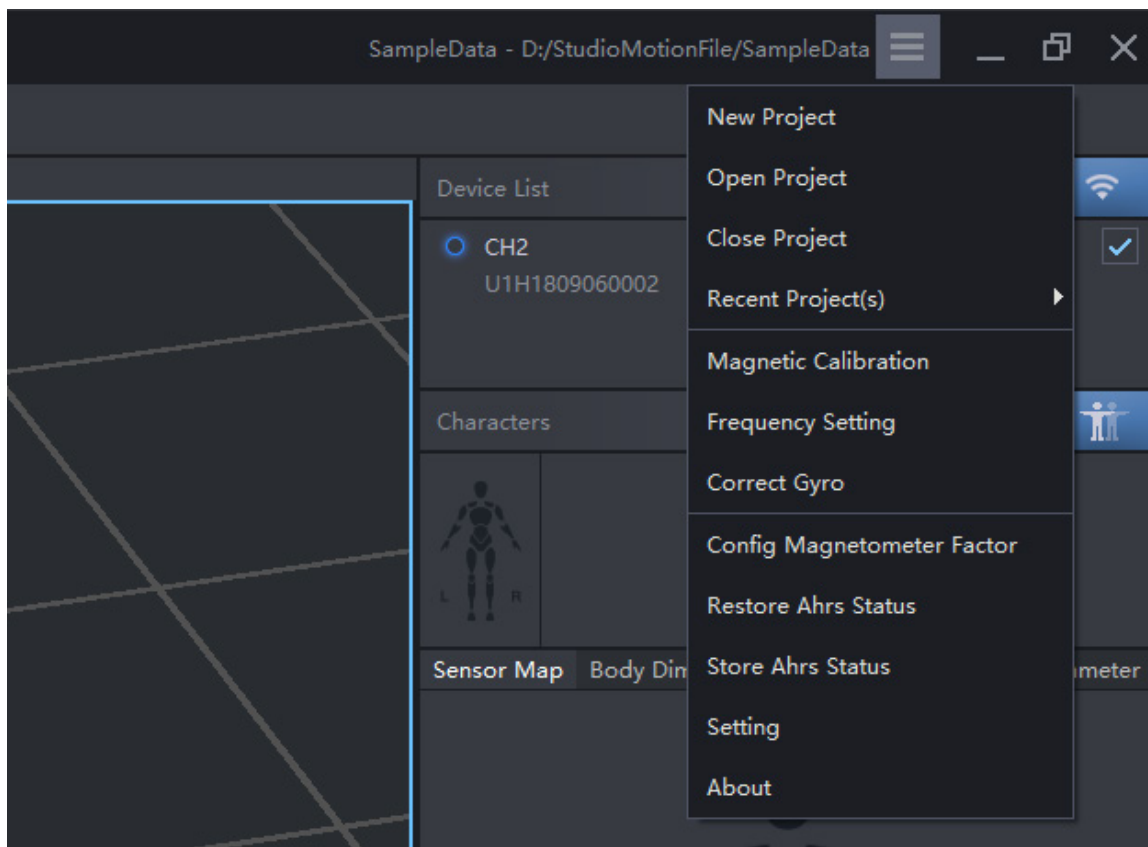 SampleData - D:/StudioMotionFile/SampleData
New Project
Open Project
Close Project
Recent Project(s)
Magnetic Calibration
Frequency Setting
Correct Gyro
Config Magnetometer Factor
Restore Ahrs Status
Store Ahrs Status
Setting
About
Device List
CH2
U1H1809060002
Characters
L R
Sensor Map Body Dim
meter